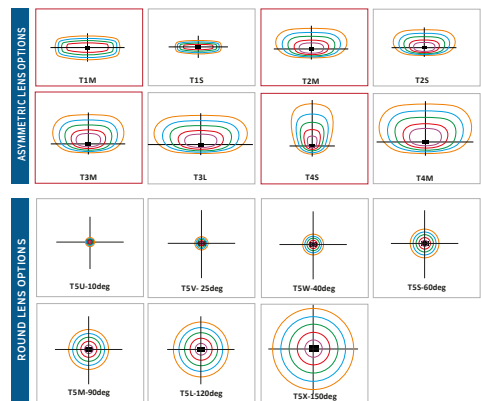 ASYMMETRIC LENS OPTIONS
T1M
T1S
T2M
T2S
T3M
T3L
T4S
T4M
ROUND LENS OPTIONS
T5U-10deg
T5V- 25deg
T5W-40deg
T5S-60deg
T5M-90deg
T5L-120deg
T5X-150deg